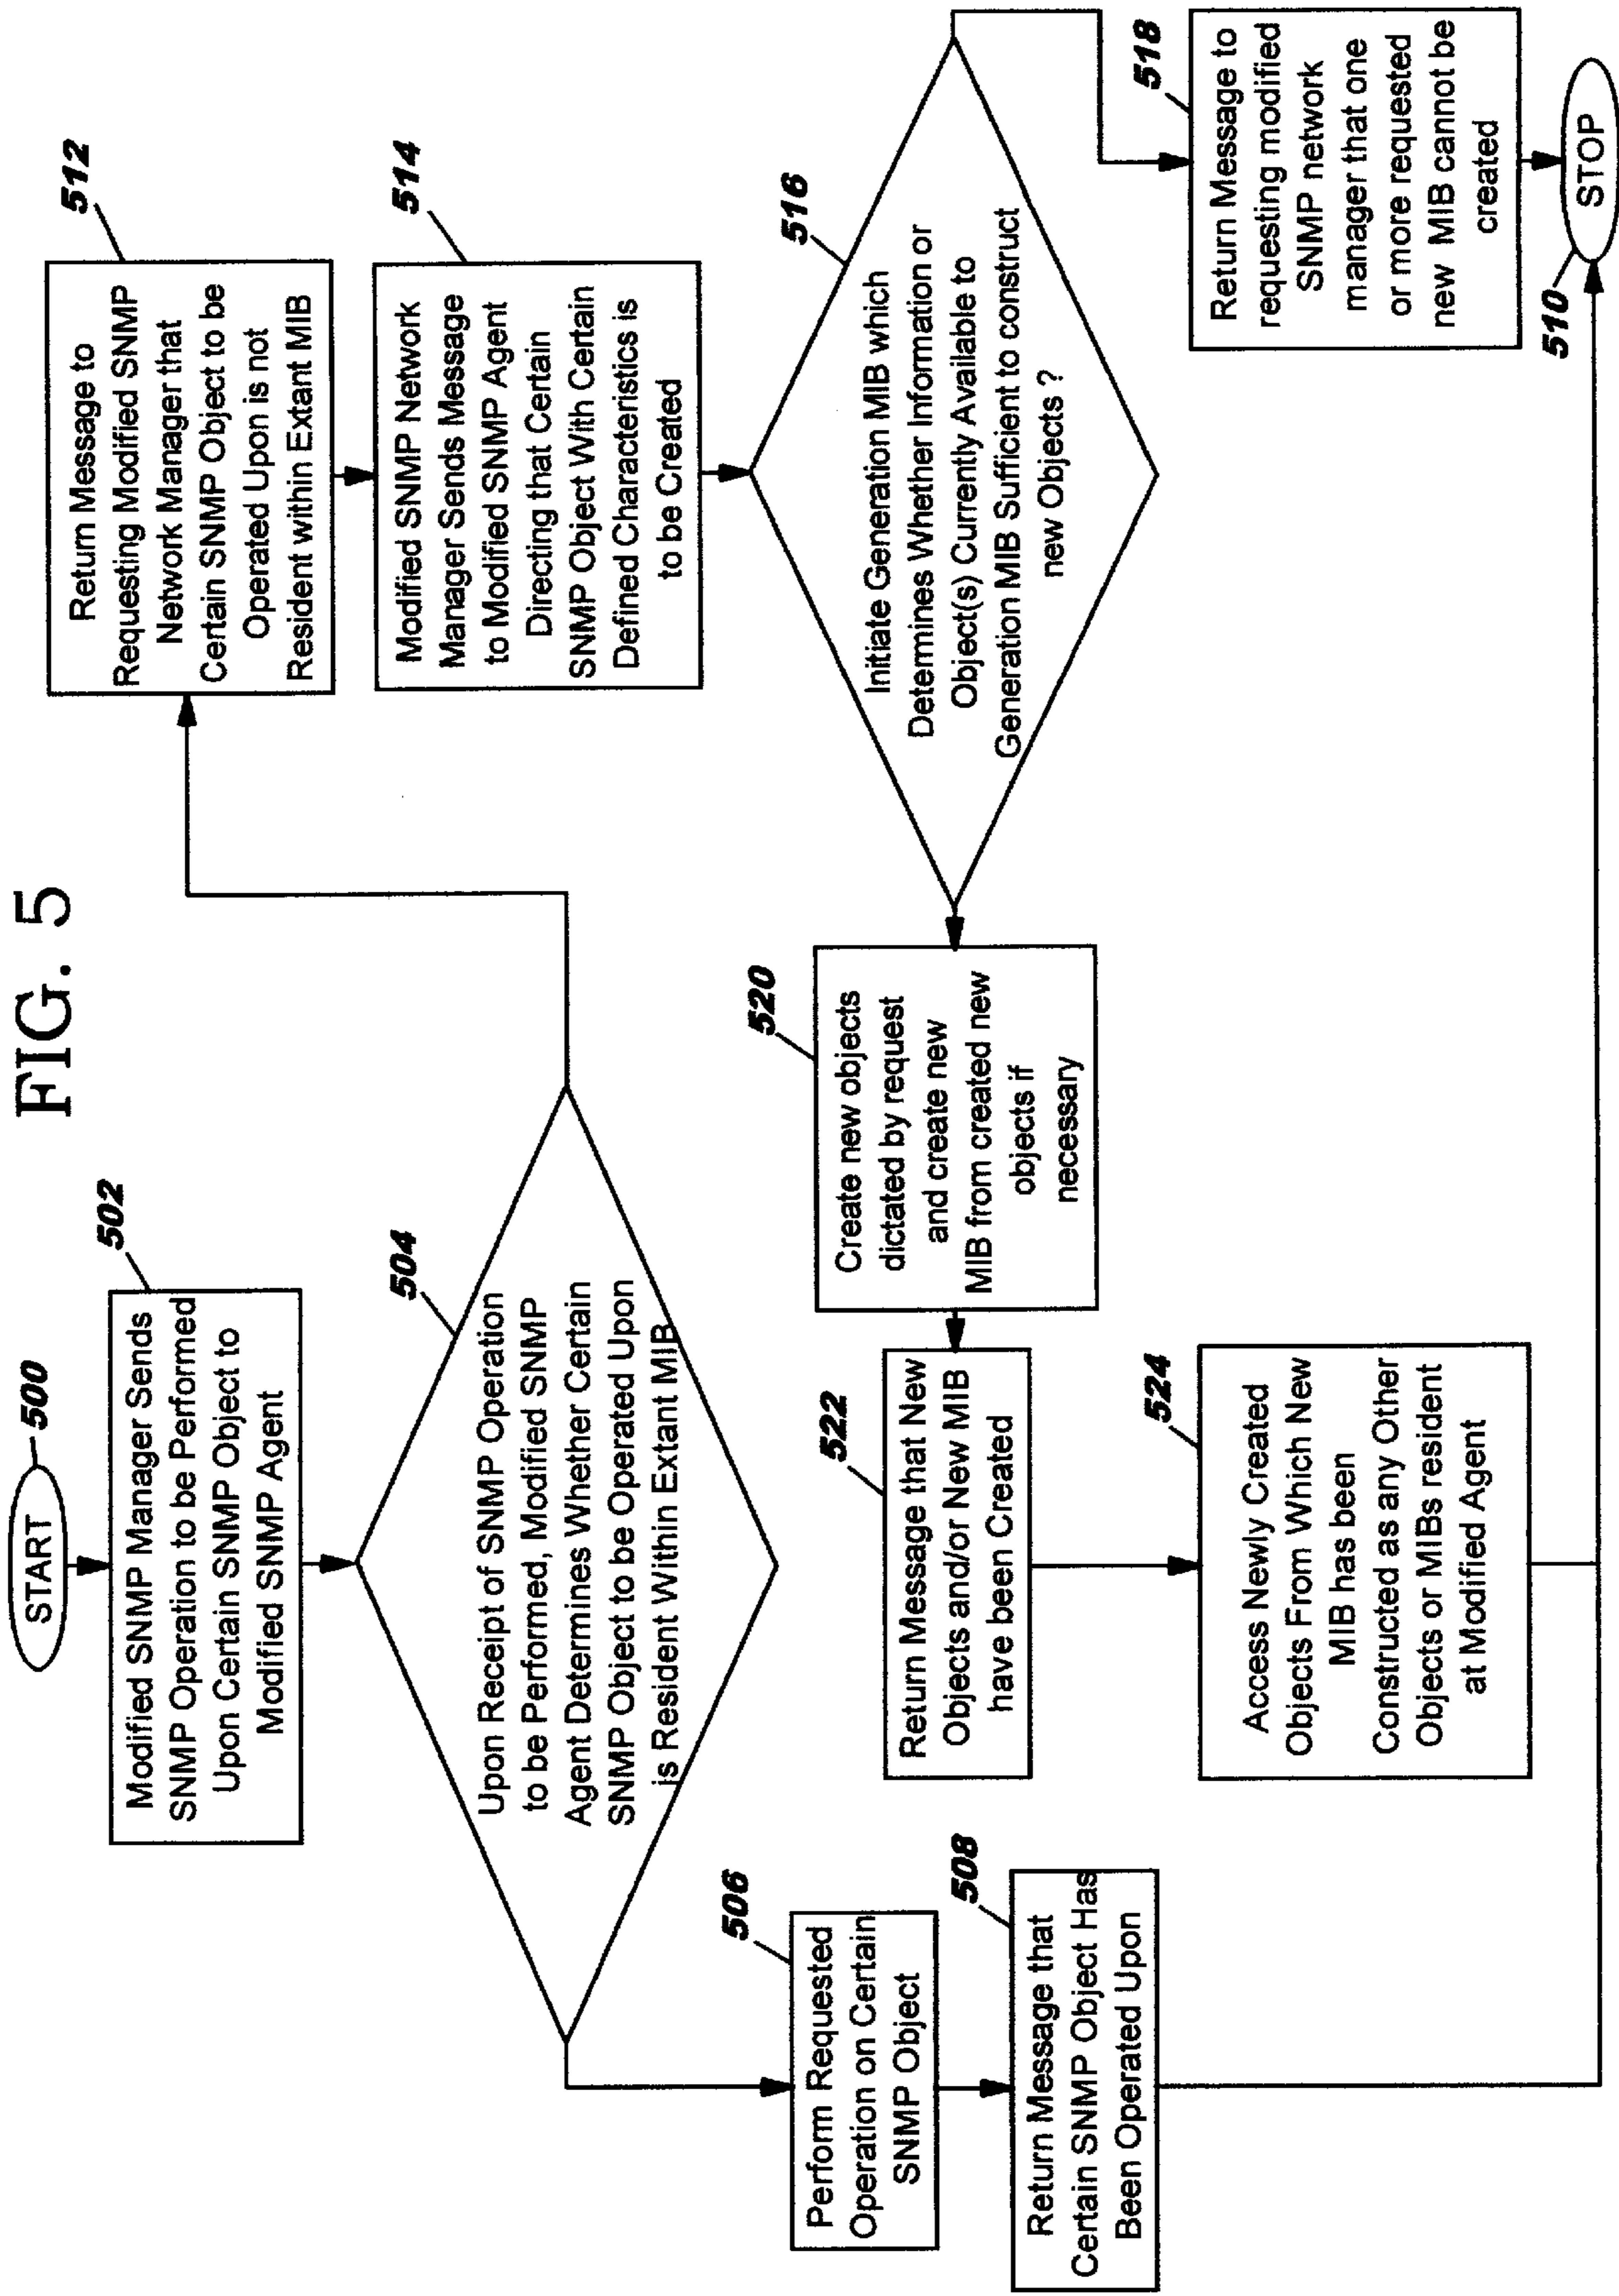 FIG. 5
START
500
502
Modified SNMP Manager Sends
SNMP Operation to be Performed
Upon Certain SNMP Object to
Modified SNMP Agent
504
Upon Receipt of SNMP Operation
to be Performed, Modified SNMP
Agent Determines Whether Certain
SNMP Object to be Operated Upon
is Resident Within Extant MIB
506
Perform Requested
Operation on Certain
SNMP Object
508
Return Message that
Certain SNMP Object Has
Been Operated Upon
512
Return Message to
Requesting Modified SNMP
Network Manager that
Certain SNMP Object to be
Operated Upon is not
Resident within Extant MIB
514
Modified SNMP Network
Manager Sends Message
to Modified SNMP Agent
Directing that Certain
SNMP Object With Certain
Defined Characteristics is
to be Created
516
Initiate Generation MIB which
Determines Whether Information or
Object(s) Currently Available to
Generation MIB Sufficient to construct
new Objects ?
518
Return Message to
requesting modified
SNMP network
manager that one
or more requested
new MIB cannot be
created
520
Create new objects
dictated by request
and create new
MIB from created new
objects if
necessary
522
Return Message that New
Objects and/or New MIB
have been Created
524
Access Newly Created
Objects From Which New
MIB has been
Constructed as any Other
Objects or MIBs resident
at Modified Agent
510
STOP